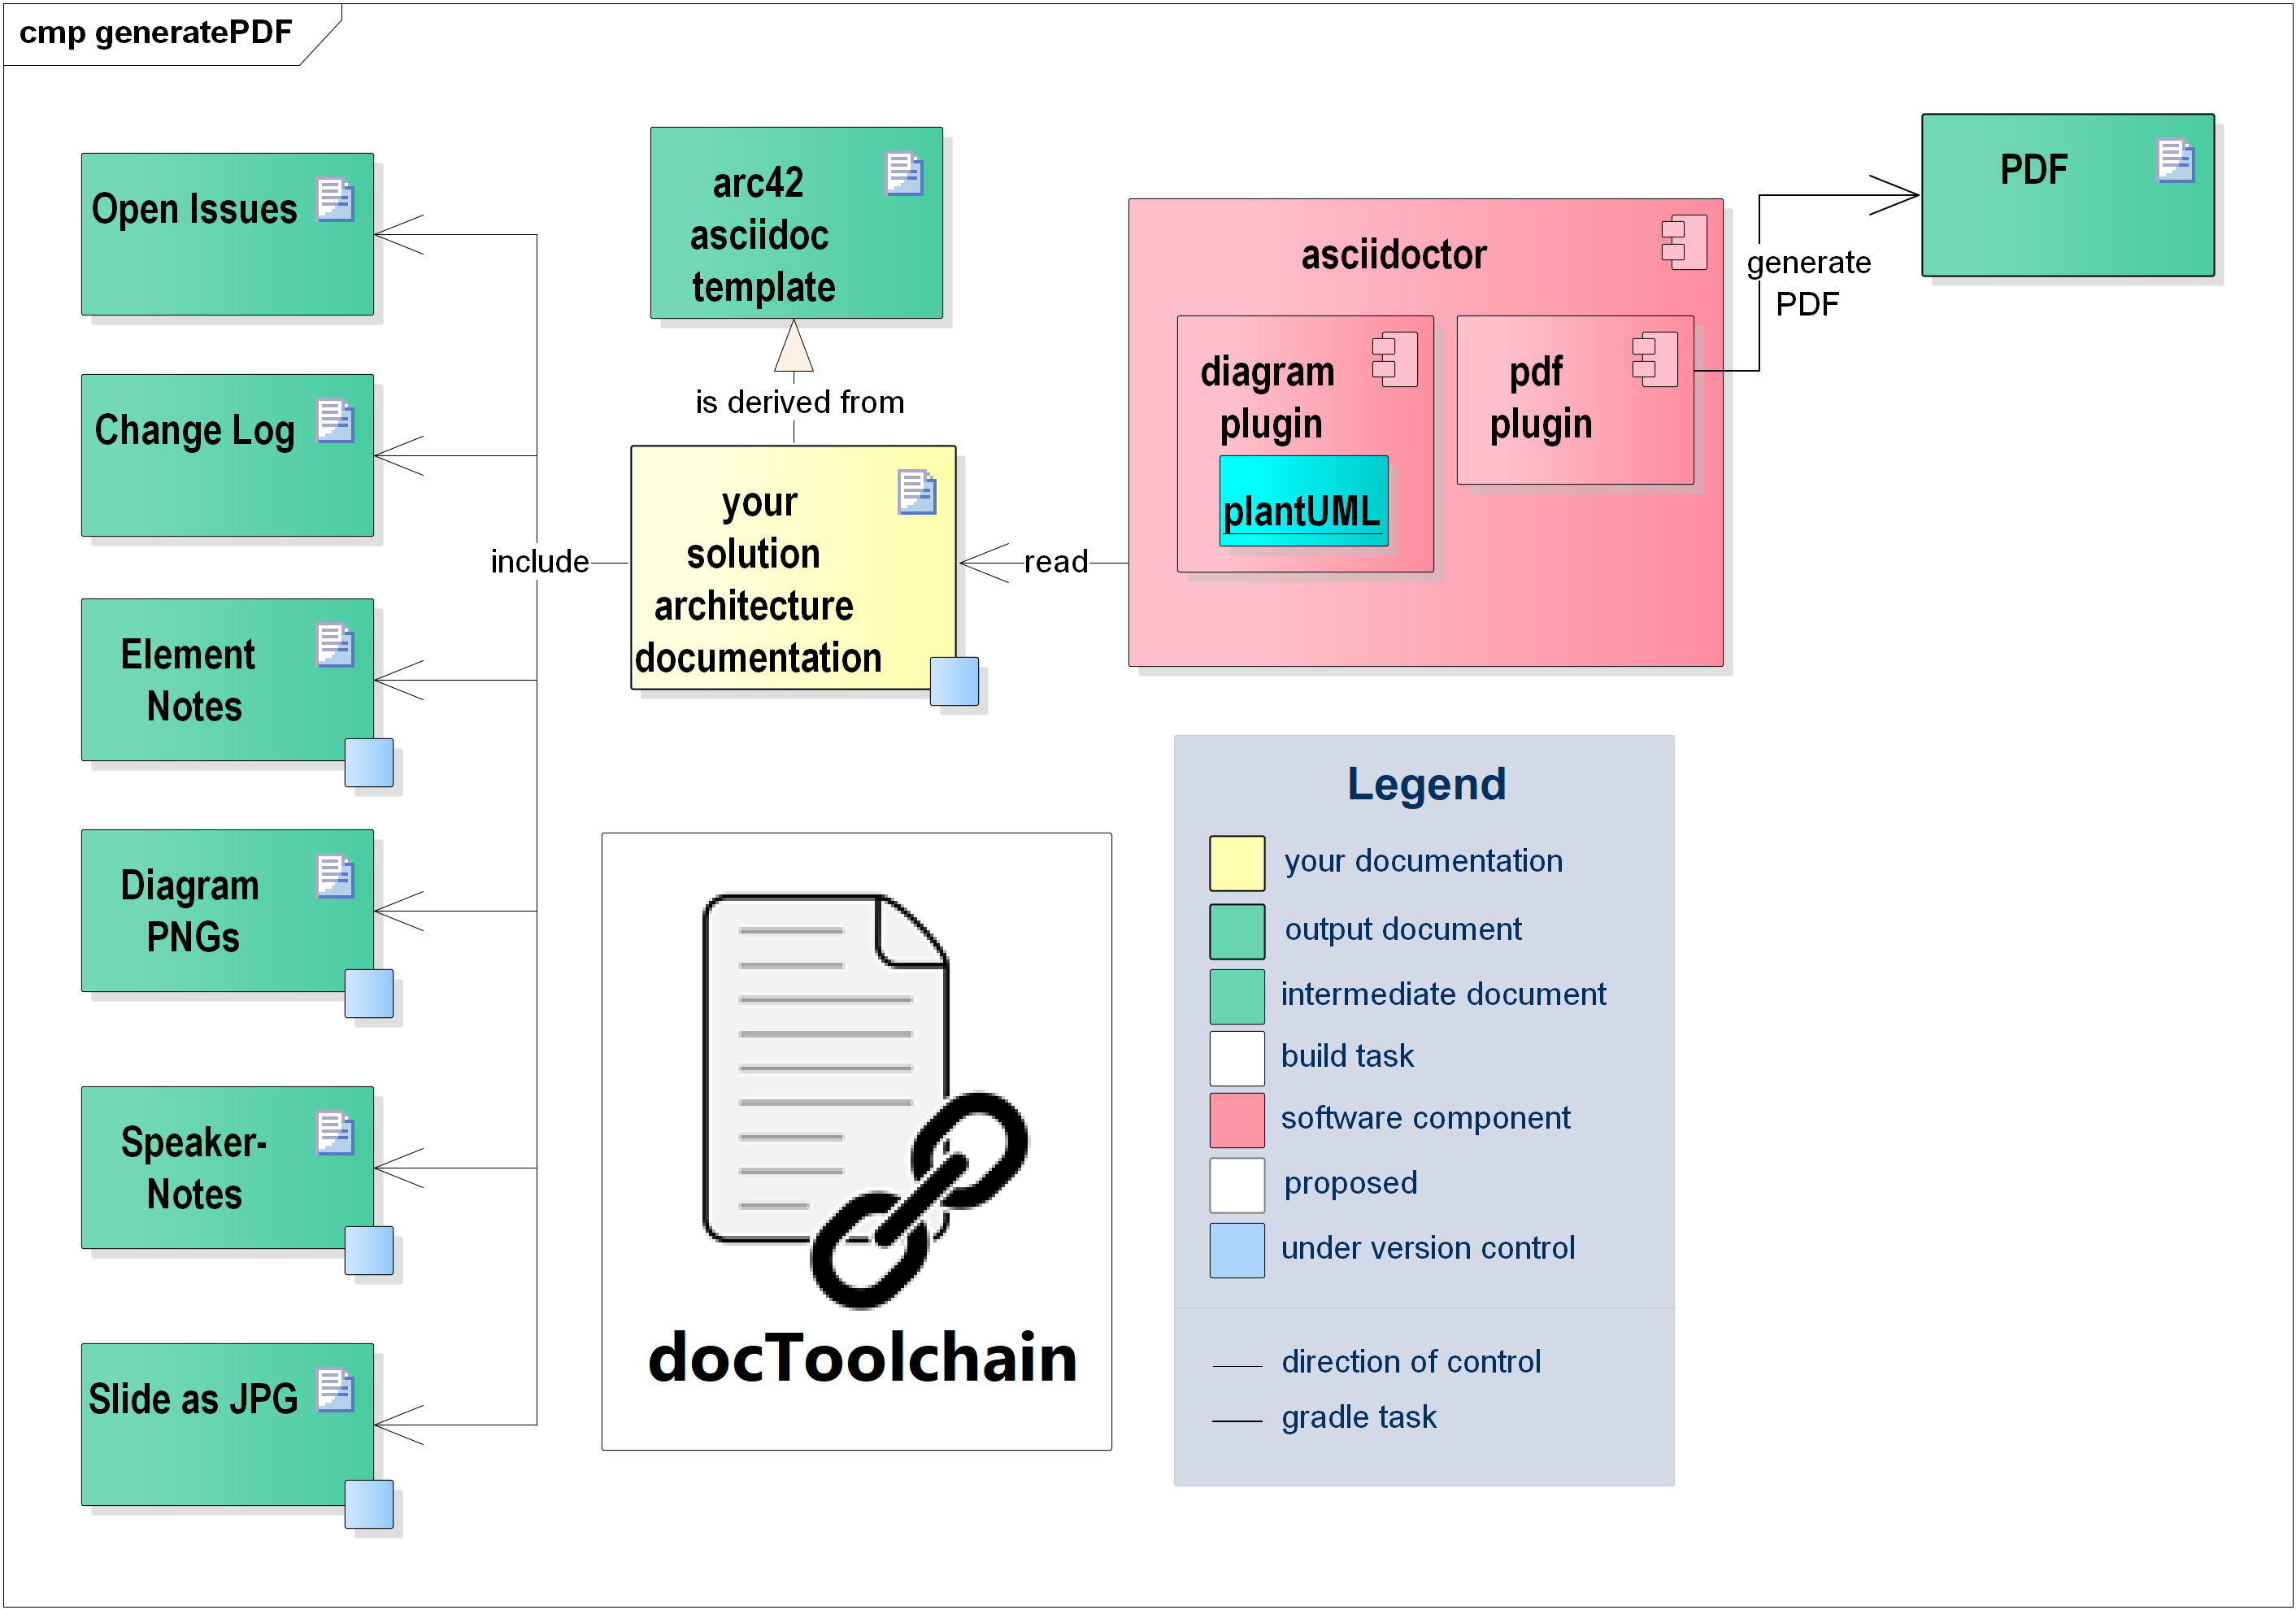 cmp generatePDF
Open Issues
Change Log
Element
Notes
Diagram
PNGs
Speaker-
Notes
Slide as JPG
include
arc42
asciidoc
template
is derived from
your
solution
architecture
documentation
read
asciidoctor
diagram
plugin
plantUML
pdf
plugin
generate
PDF
PDF
docToolchain
Legend
your documentation
output document
intermediate document
build task
software component
proposed
under version control
direction of control
gradle task